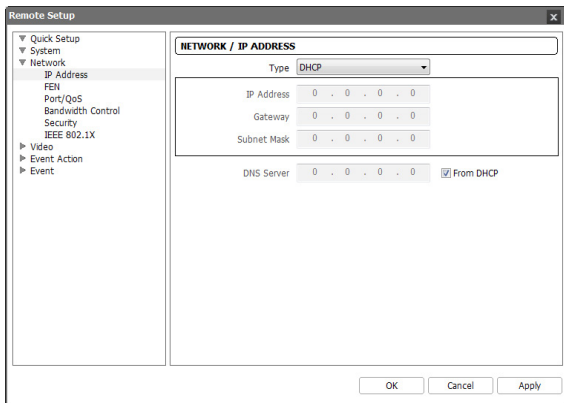 Remote Setup
x
Quick Setup
System
Network
IP Address
FEN
Port/QoS
Bandwidth Control
Security
IEEE 802.1X
Video
Event Action
Event
NETWORK / IP ADDRESS
Type DHCP
IP Address 0 . 0 . 0 . 0
Gateway 0 . 0 . 0 . 0
Subnet Mask 0 . 0 . 0 . 0
DNS Server 0 . 0 . 0 . 0 From DHCP
OK Cancel Apply